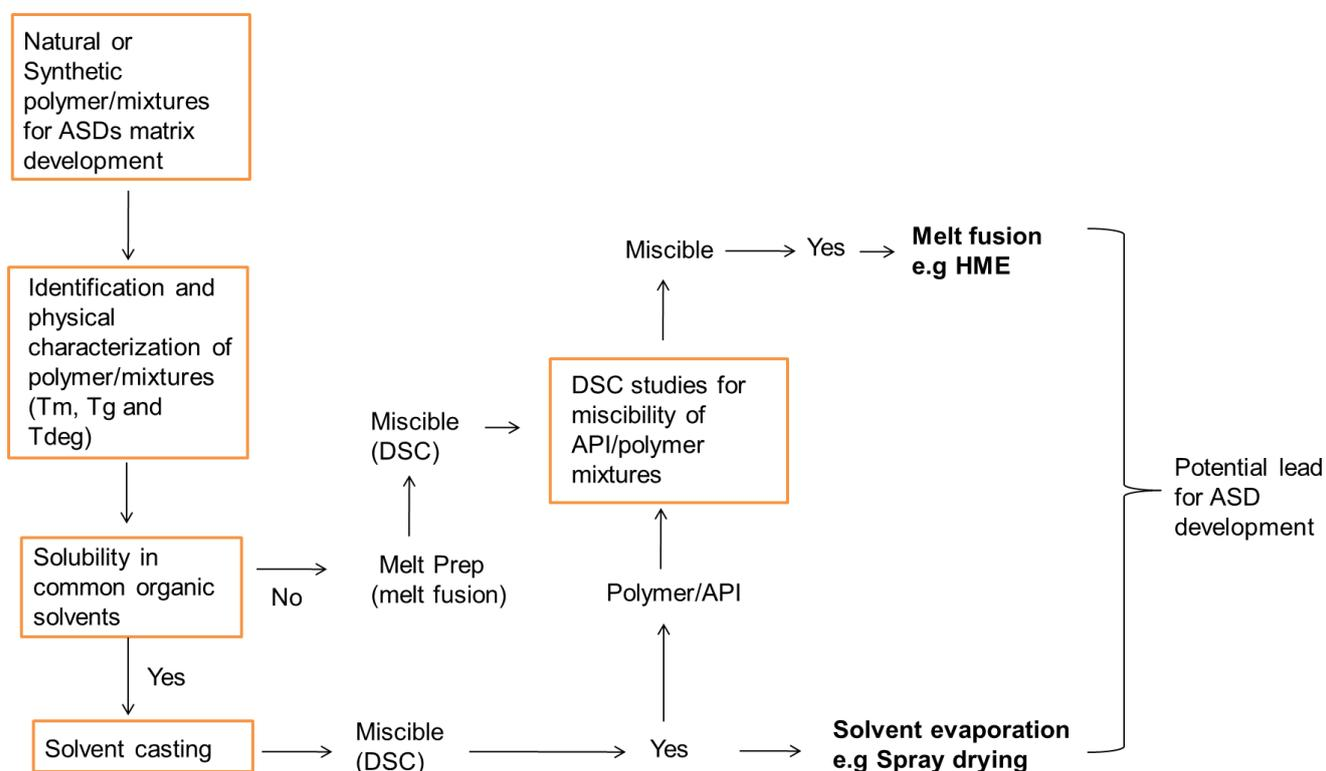 Natural or
Synthetic
polymer/mixtures
for ASDs matrix
development
Identification and
physical
characterization of
polymer/mixtures
(Tm, Tg and
Tdeg)
Solubility in
common organic
solvents
No
Yes
Solvent casting
Melt Prep
(melt fusion)
Miscible
(DSC)
Miscible
(DSC)
Yes
Polymer/API
DSC studies for
miscibility of
API/polymer
mixtures
Miscible
Yes
Melt fusion
e.g HME
Solvent evaporation
e.g Spray drying
Potential lead
for ASD
development